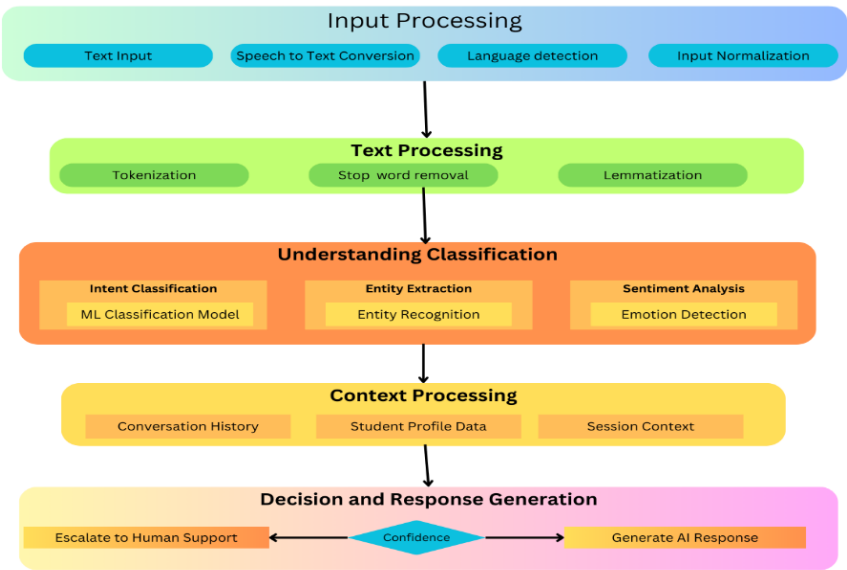 Input Processing
Text Input
Speech to Text Conversion
Language detection
Input Normalization
Text Processing
Tokenization
Stop word removal
Lemmatization
Understanding Classification
Intent Classification
ML Classification Model
Entity Extraction
Entity Recognition
Sentiment Analysis
Emotion Detection
Context Processing
Conversation History
Student Profile Data
Session Context
Decision and Response Generation
Escalate to Human Support
Confidence
Generate AI Response